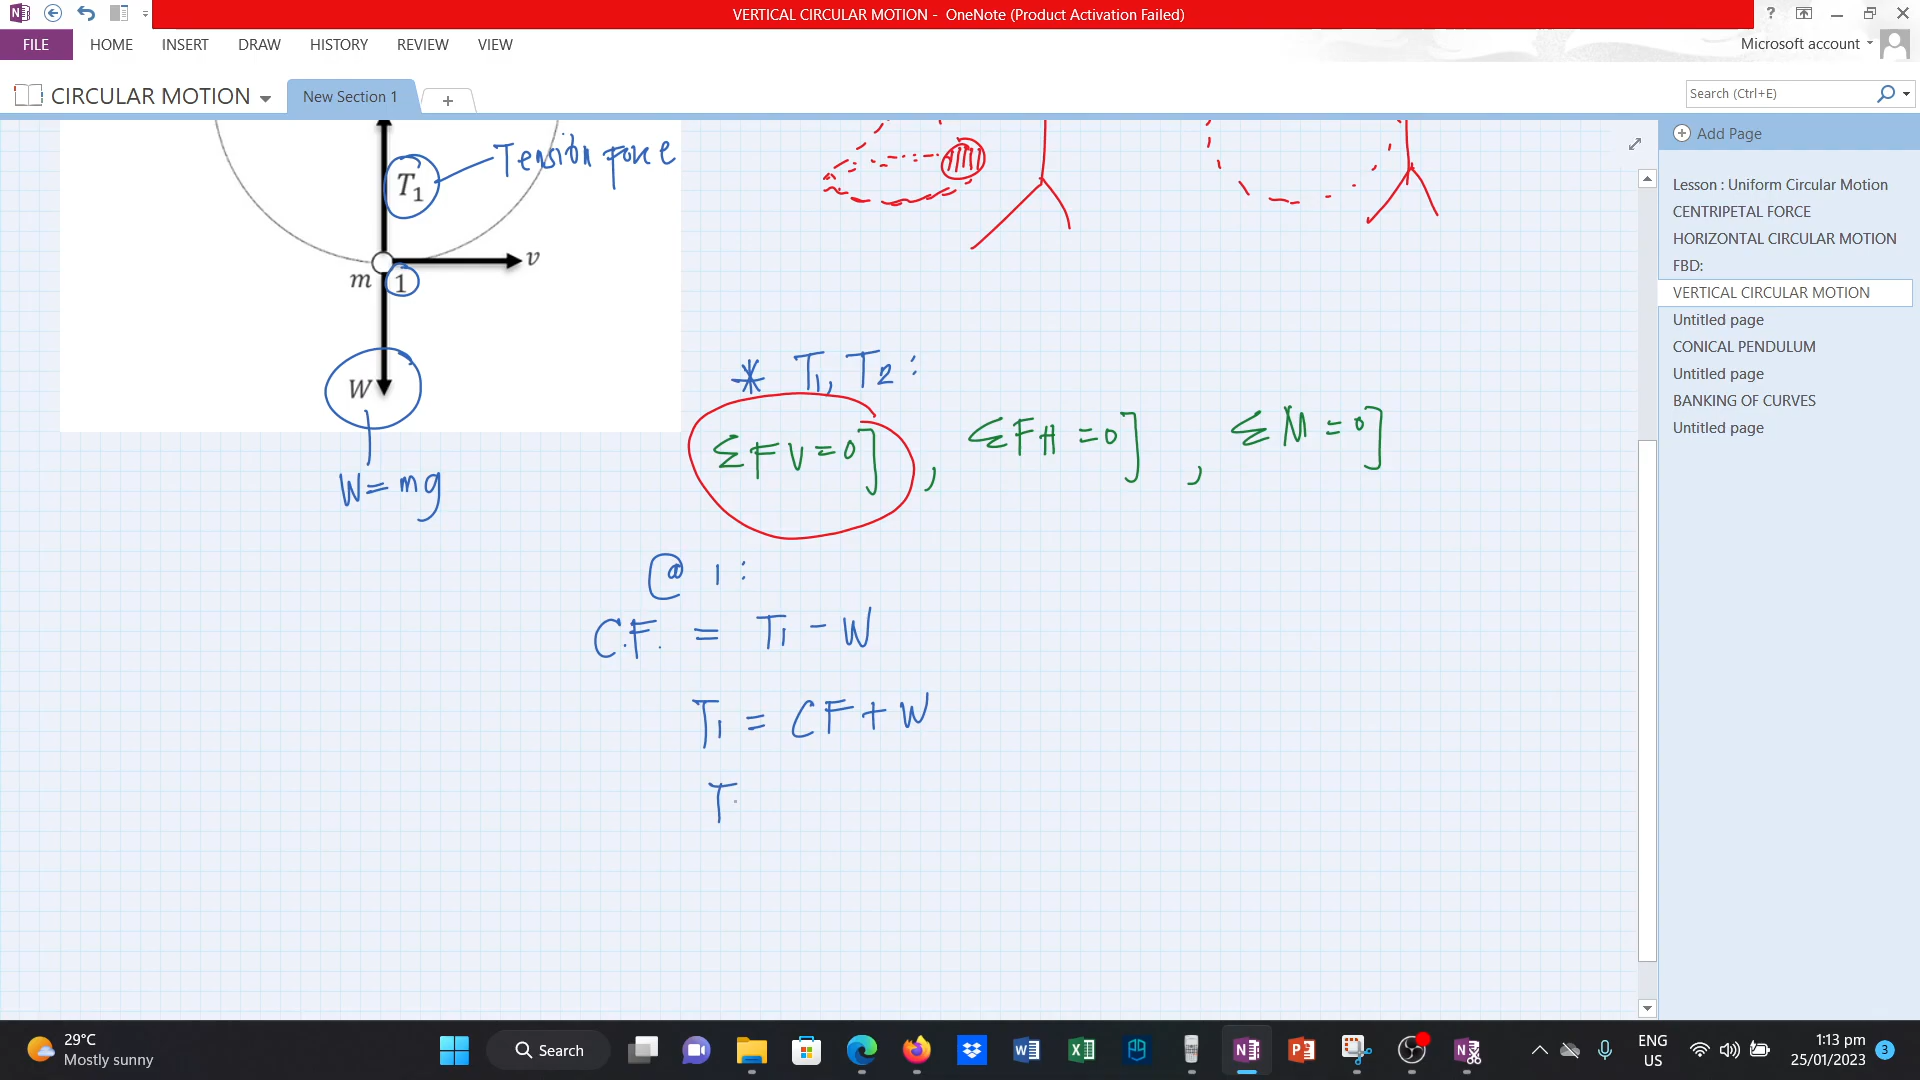 VERTICAL CIRCULAR MOTION - OneNote (Product Activation Failed)
?
FILE HOME INSERT DRAW HISTORY REVIEW VIEW
Microsoft account
CIRCULAR MOTION
New Section 1
+
Search (Ctrl+E)
Add Page
Lesson : Uniform Circular Motion
CENTRIPETAL FORCE
HORIZONTAL CIRCULAR MOTION
FBD:
VERTICAL CIRCULAR MOTION
Untitled page
CONICAL PENDULUM
Untitled page
BANKING OF CURVES
Untitled page
T₁ Tension force
v
m 1
W
W = mg
* T₁, T₂ :
ΣFV=0] , ΣFH=0] , ΣM=0]
@ 1 :
C.F. = T₁ - W
T₁ = CF + W
T
29°C
Mostly sunny
Search
ENG
US
1:13 pm
25/01/2023
3